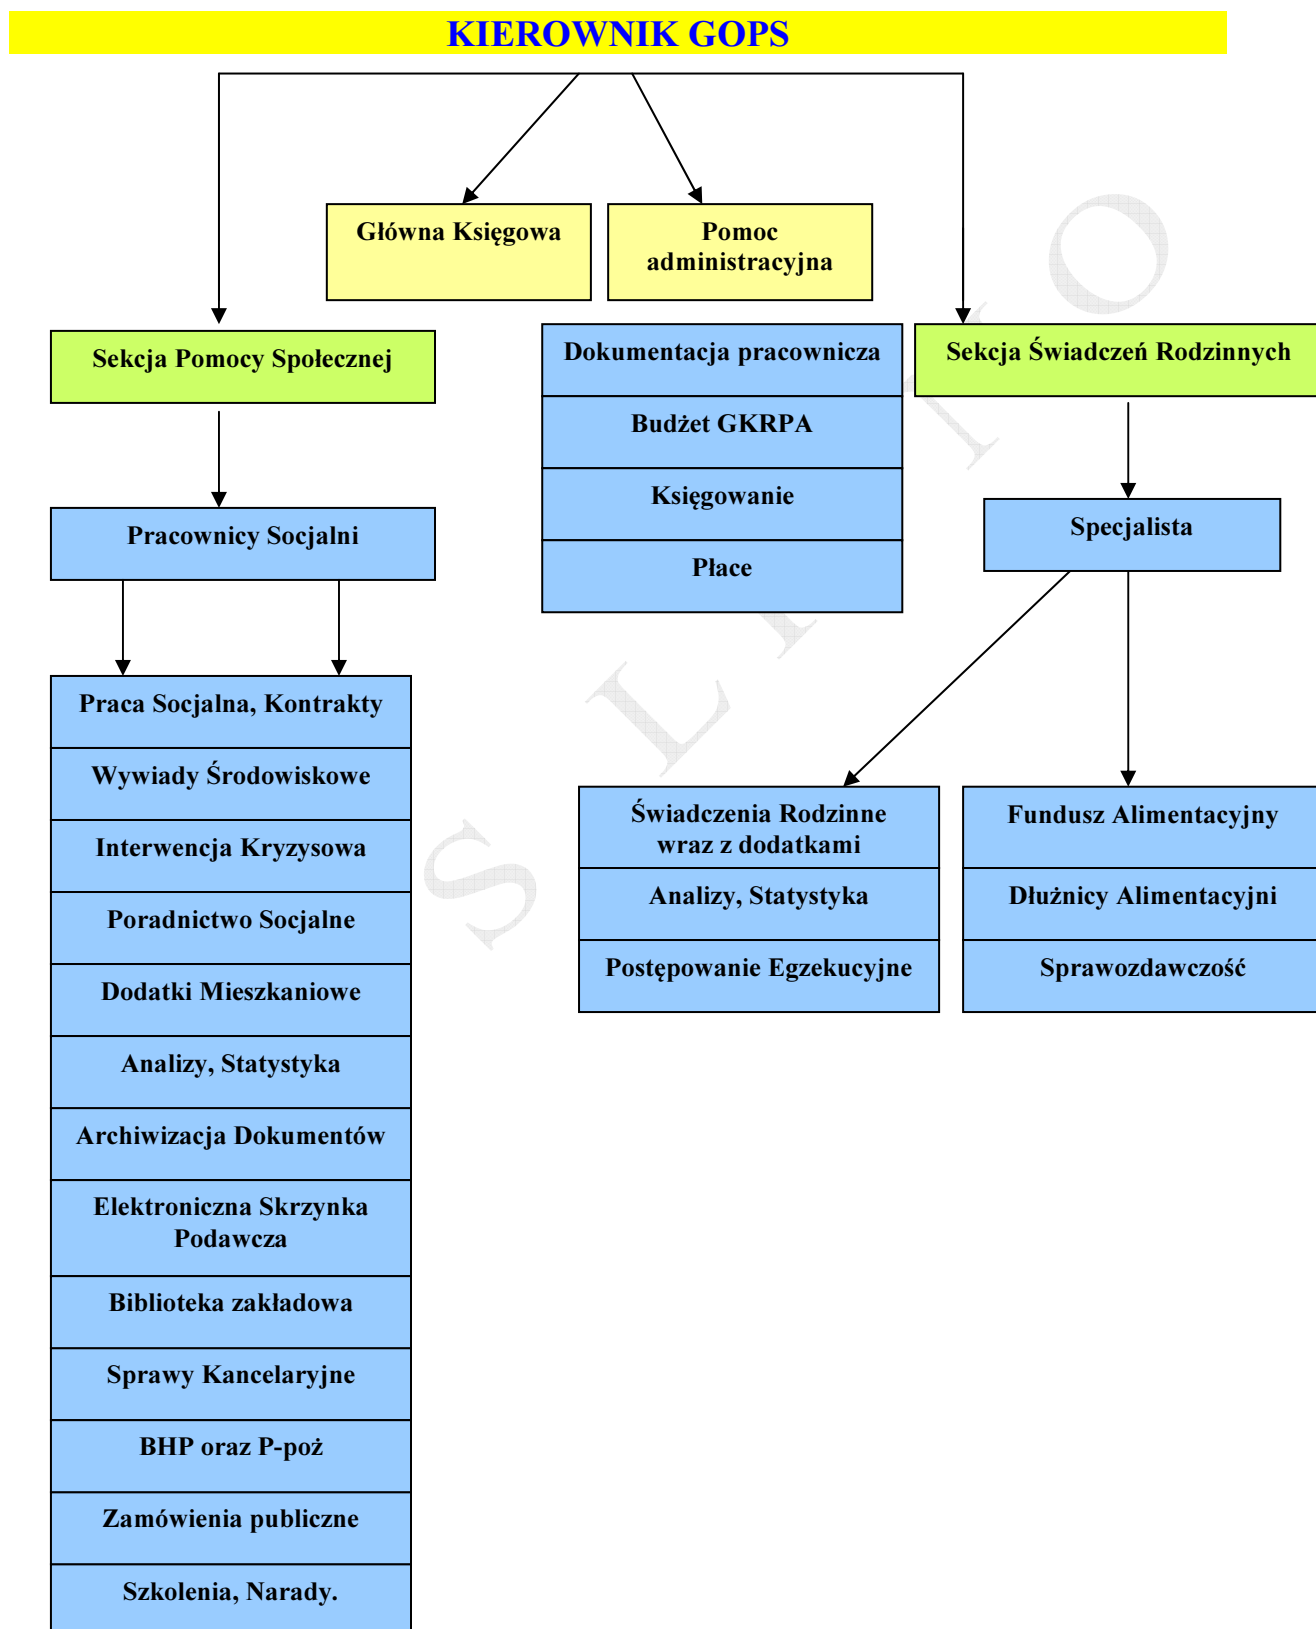 KIEROWNIK GOPS
Główna Księgowa
Pomoc
administracyjna
Sekcja Pomocy Społecznej
Dokumentacja pracownicza
Budżet GKRPA
Księgowanie
Płace
Sekcja Świadczeń Rodzinnych
Pracownicy Socjalni
Specjalista
Praca Socjalna, Kontrakty
Wywiady Środowiskowe
Interwencja Kryzysowa
Poradnictwo Socjalne
Dodatki Mieszkaniowe
Analizy, Statystyka
Archiwizacja Dokumentów
Elektroniczna Skrzynka
Podawcza
Biblioteka zakładowa
Sprawy Kancelaryjne
BHP oraz P-poż
Zamówienia publiczne
Szkolenia, Narady.
Świadczenia Rodzinne
wraz z dodatkami
Analizy, Statystyka
Postępowanie Egzekucyjne
Fundusz Alimentacyjny
Dłużnicy Alimentacyjni
Sprawozdawczość